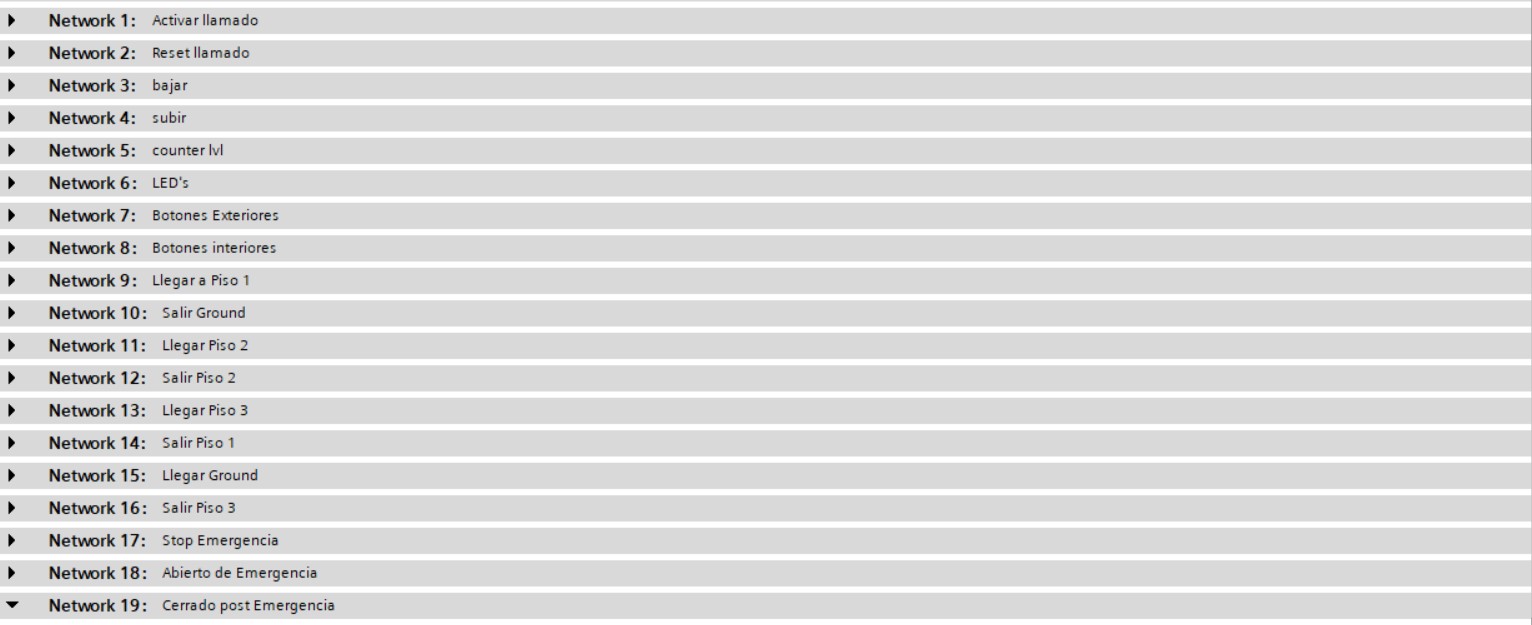 Network 1: Activar llamado
Network 2: Reset llamado
Network 3: bajar
Network 4: subir
Network 5: counter lvl
Network 6: LED's
Network 7: Botones Exteriores
Network 8: Botones interiores
Network 9: Llegar a Piso 1
Network 10: Salir Ground
Network 11: Llegar Piso 2
Network 12: Salir Piso 2
Network 13: Llegar Piso 3
Network 14: Salir Piso 1
Network 15: Llegar Ground
Network 16: Salir Piso 3
Network 17: Stop Emergencia
Network 18: Abierto de Emergencia
Network 19: Cerrado post Emergencia